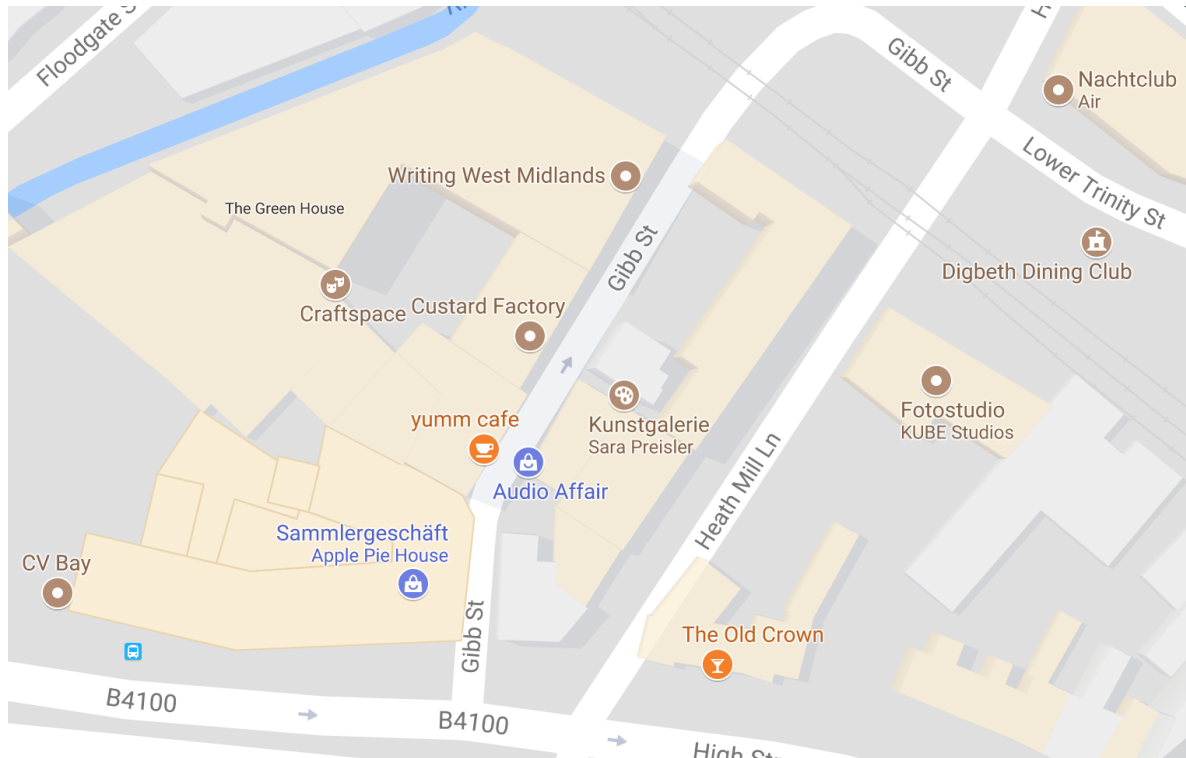 Floodgate S
Gibb St
Nachtclub
Air
Lower Trinity St
Writing West Midlands
The Green House
Gibb St
Digbeth Dining Club
Craftspace
Custard Factory
Fotostudio
KUBE Studios
yumm cafe
Kunstgalerie
Sara Preisler
Audio Affair
Heath Mill Ln
Sammlergeschäft
Apple Pie House
CV Bay
Gibb St
The Old Crown
B4100
B4100
High Str